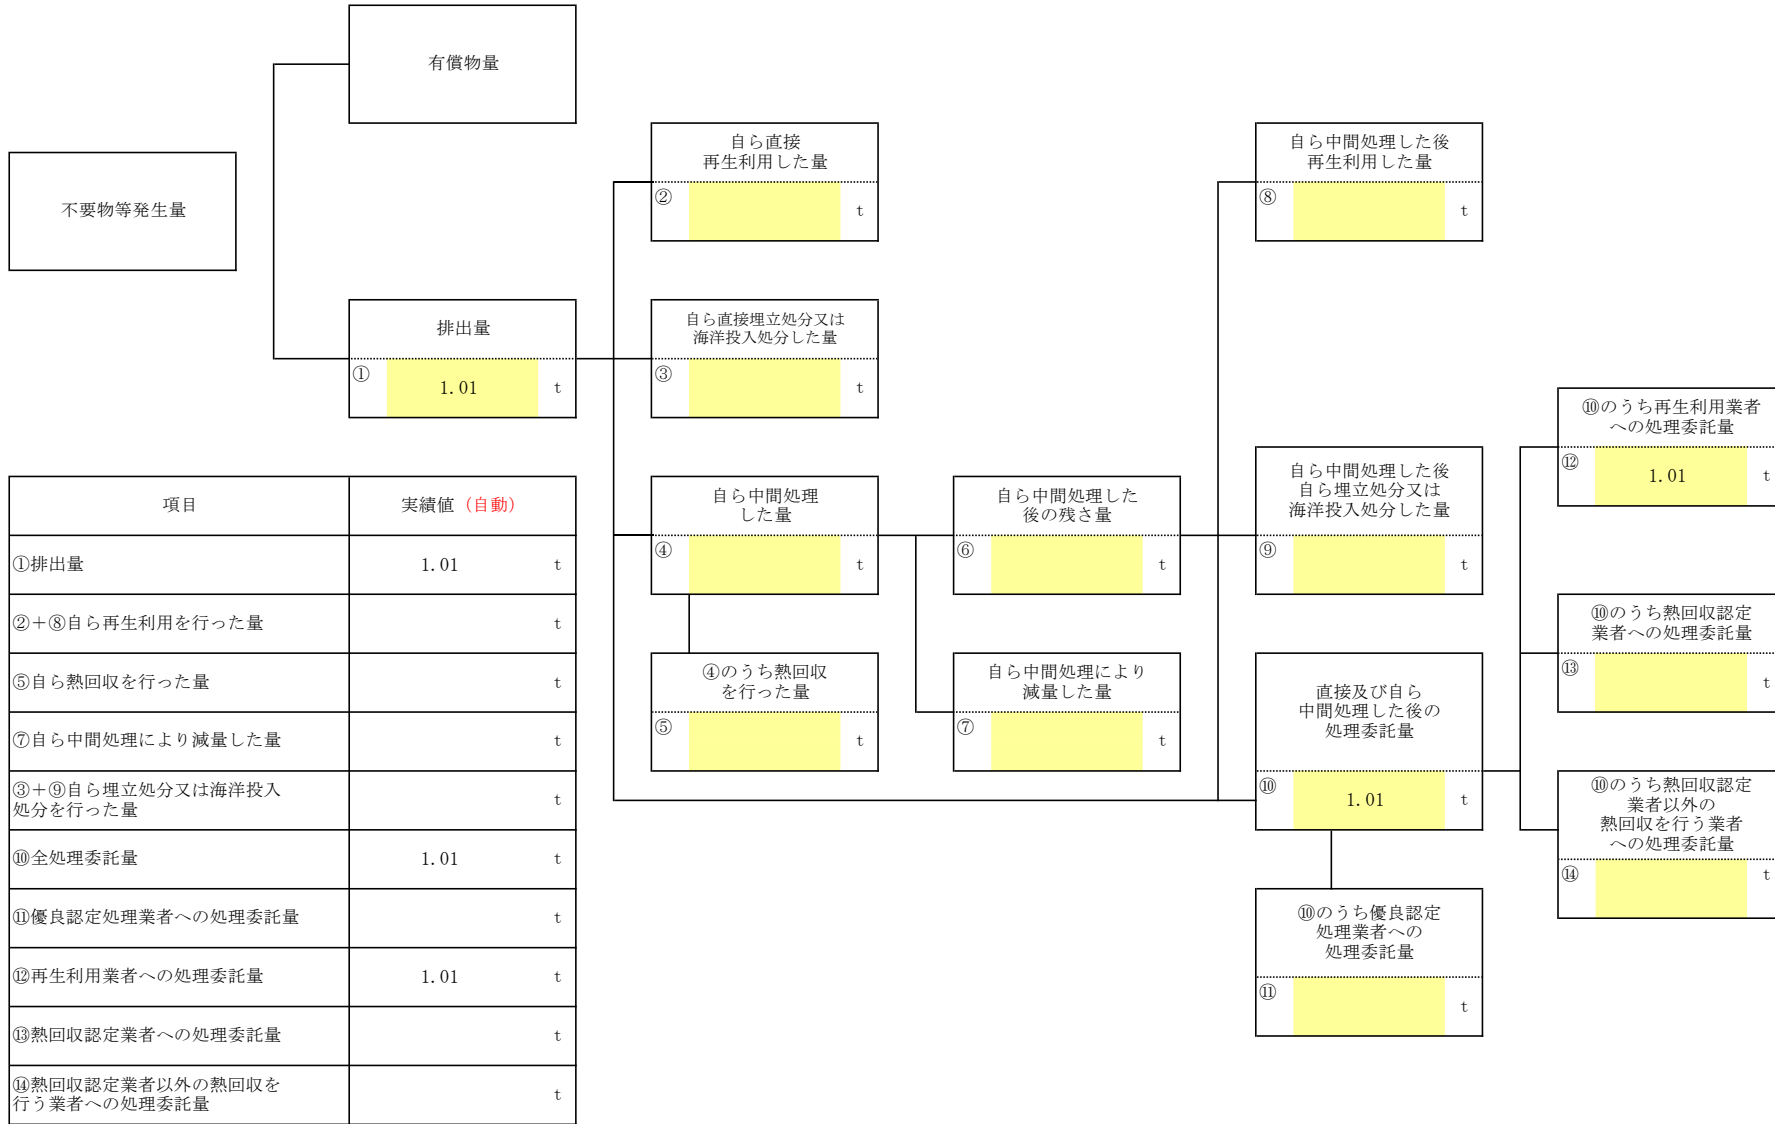 有償物量
不要物等発生量
排出量
①
1.01
t
自ら直接
再生利用した量
②
t
自ら直接埋立処分又は
海洋投入処分した量
③
t
自ら中間処理
した量
④
t
④のうち熱回収
を行った量
⑤
t
自ら中間処理した
後の残さ量
⑥
t
自ら中間処理により
減量した量
⑦
t
自ら中間処理した後
再生利用した量
⑧
t
自ら中間処理した後
自ら埋立処分又は
海洋投入処分した量
⑨
t
直接及び自ら
中間処理した後の
処理委託量
⑩
1.01
t
⑩のうち優良認定
処理業者への
処理委託量
⑪
t
⑩のうち再生利用業者
への処理委託量
⑫
1.01
t
⑩のうち熱回収認定
業者への処理委託量
⑬
t
⑩のうち熱回収認定
業者以外の
熱回収を行う業者
への処理委託量
⑭
t
項目 実績値（自動）
①排出量 1.01 t
②＋⑧自ら再生利用を行った量 t
⑤自ら熱回収を行った量 t
⑦自ら中間処理により減量した量 t
③＋⑨自ら埋立処分又は海洋投入
処分を行った量 t
⑩全処理委託量 1.01 t
⑪優良認定処理業者への処理委託量 t
⑫再生利用業者への処理委託量 1.01 t
⑬熱回収認定業者への処理委託量 t
⑭熱回収認定業者以外の熱回収を
行う業者への処理委託量 t